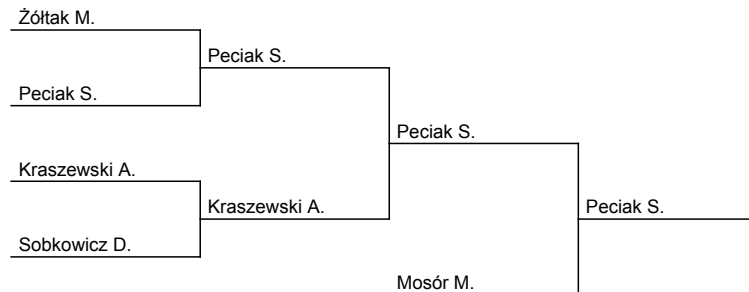 Żółtak M.
Peciak S.
Peciak S.
Peciak S.
Kraszewski A.
Kraszewski A.
Peciak S.
Sobkowicz D.
Mosór M.